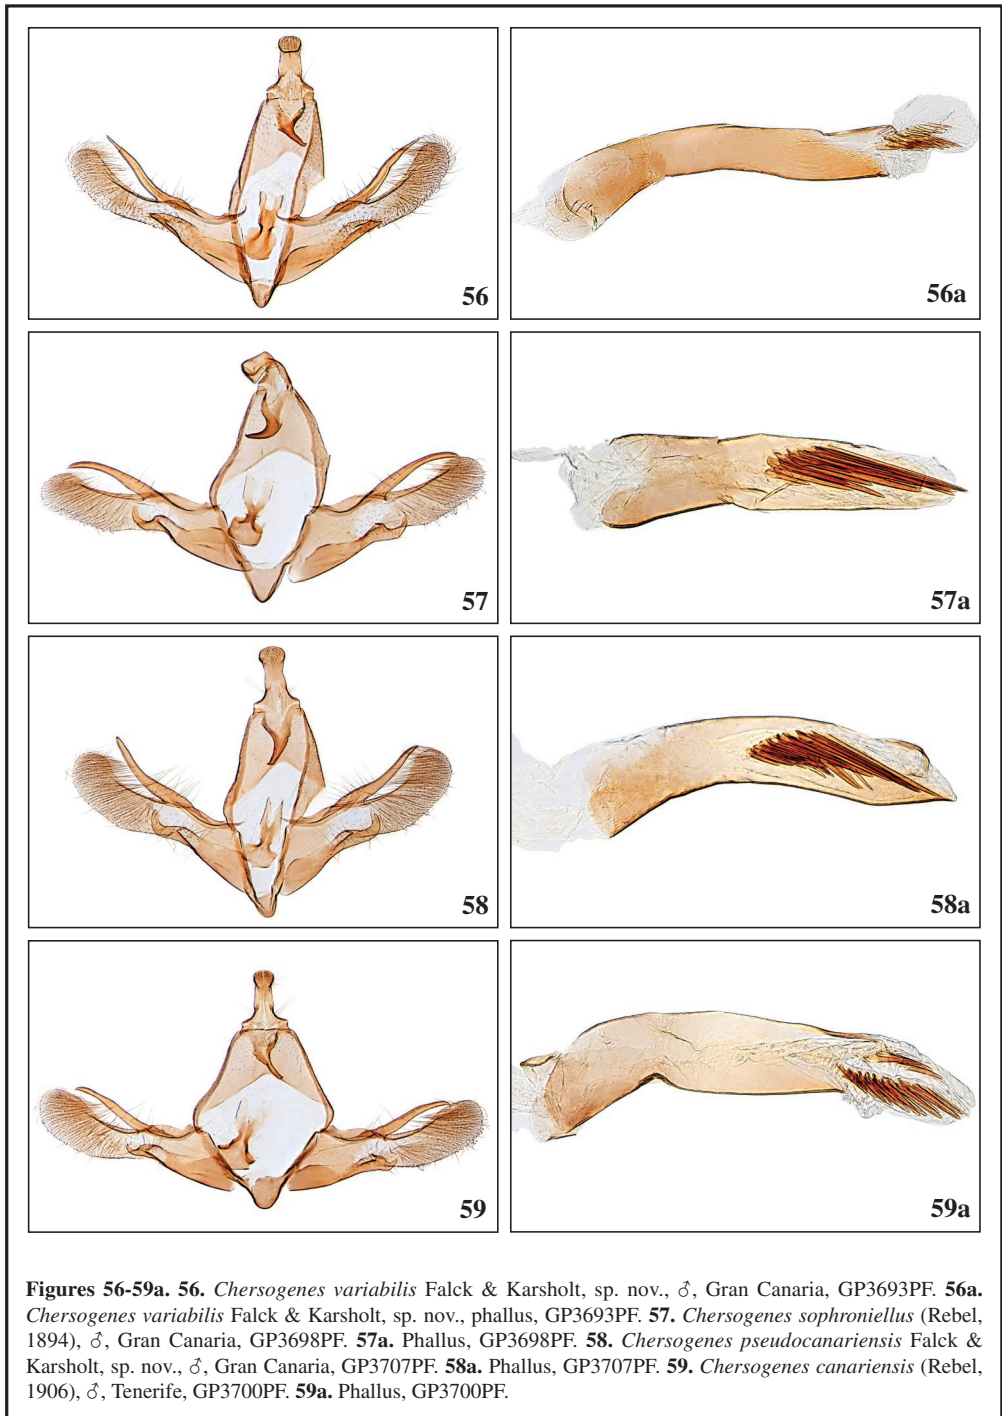 56
56a
57
57a
58
58a
59
59a
Figures 56-59a. 56. Chersogenes variabilis Falck & Karsholt, sp. nov., ♂, Gran Canaria, GP3693PF. 56a.
Chersogenes variabilis Falck & Karsholt, sp. nov., phallus, GP3693PF. 57. Chersogenes sophroniellus (Rebel,
1894), ♂, Gran Canaria, GP3698PF. 57a. Phallus, GP3698PF. 58. Chersogenes pseudocanariensis Falck &
Karsholt, sp. nov., ♂, Gran Canaria, GP3707PF. 58a. Phallus, GP3707PF. 59. Chersogenes canariensis (Rebel,
1906), ♂, Tenerife, GP3700PF. 59a. Phallus, GP3700PF.